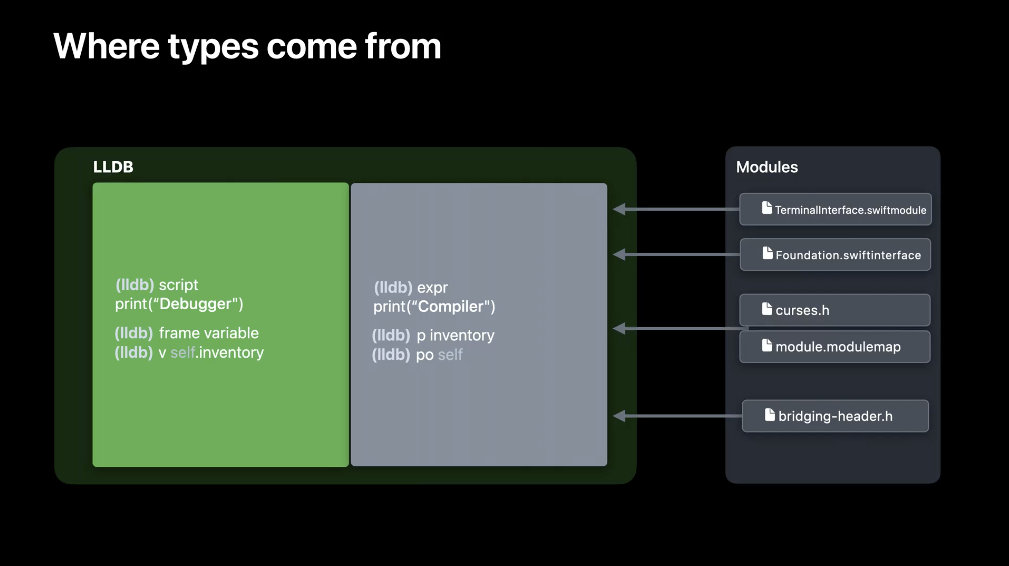 Where types come from
LLDB
(lldb) script
print(“Debugger")
(lldb) frame variable
(lldb) v self.inventory
(lldb) expr
print(“Compiler")
(lldb) p inventory
(lldb) po self
Modules
TerminalInterface.swiftmodule
Foundation.swiftinterface
curses.h
module.modulemap
bridging-header.h